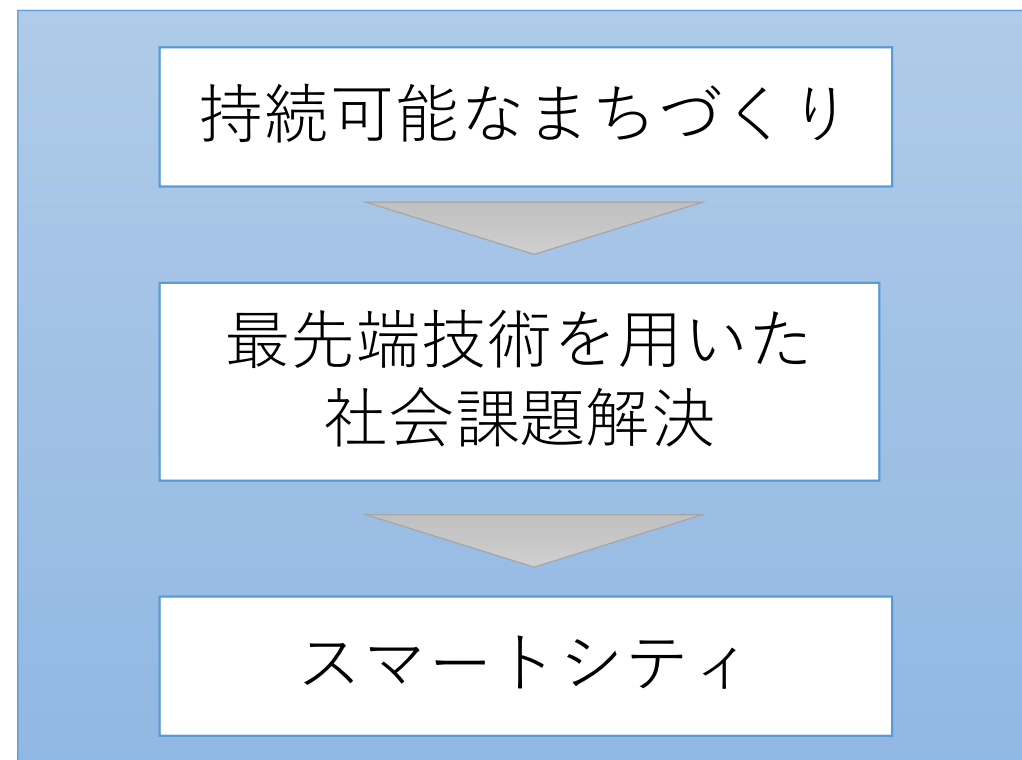 持続可能なまちづくり
最先端技術を用いた
社会課題解決
スマートシティ